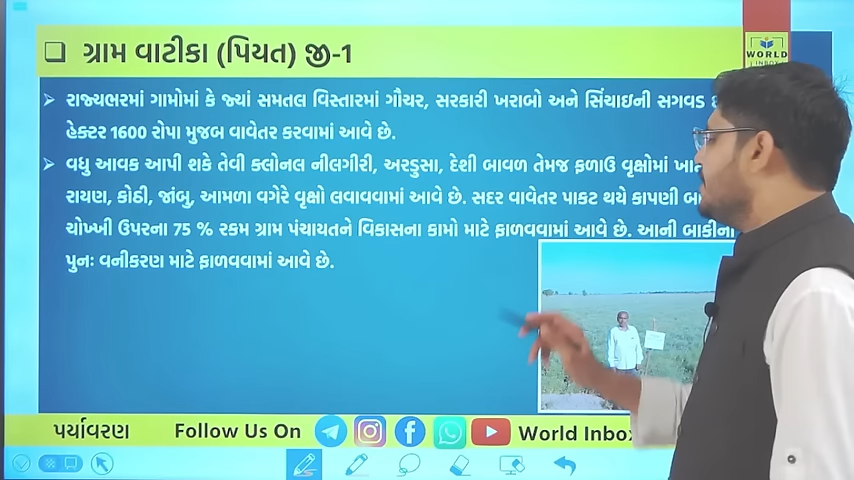 ગ્રામ વાટીકા (પિયત) જી-1
WORLD
INBOX
રાજ્યભરમાં ગામોમાં કે જ્યાં સમતલ વિસ્તારમાં ગૌચર, સરકારી ખરાબો અને સિંચાઇની સગવડ
હેક્ટર 1600 રોપા મુજબ વાવેતર કરવામાં આવે છે.
વધુ આવક આપી શકે તેવી ક્લોનલ નીલગીરી, અરડુસા, દેશી બાવળ તેમજ ફળાઉ વૃક્ષોમાં
રાયણ, કોઠી, જાંબુ, આમળા વગેરે વૃક્ષો લવાવવામાં આવે છે. સદર વાવેતર પાકટ થયે કાપણી
ચોખ્ખી ઉપરના 75 % રકમ ગ્રામ પંચાયતને વિકાસના કામો માટે ફાળવવામાં આવે છે. આની બાકીના
પુનઃ વનીકરણ માટે ફાળવવામાં આવે છે.
પર્યાવરણ Follow Us On World Inbox